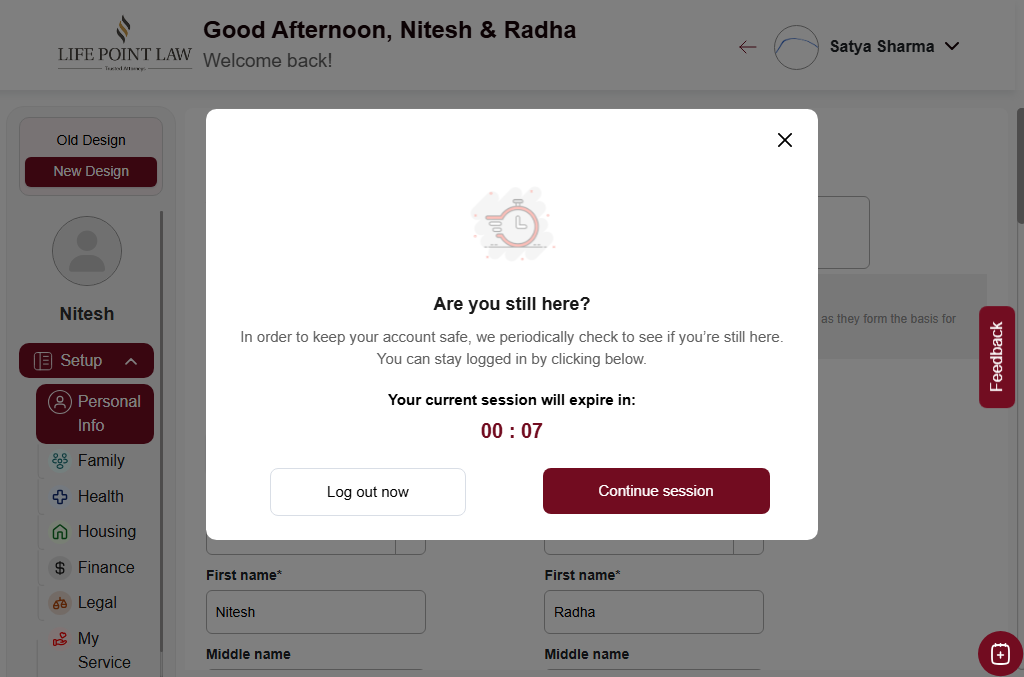 LIFE POINT LAW
Trusted Attorneys
Good Afternoon, Nitesh & Radha
Welcome back!
Satya Sharma
Old Design
New Design
Nitesh
Setup
Personal
Info
Family
Health
Housing
Finance
Legal
My
Service
Are you still here?
In order to keep your account safe, we periodically check to see if you’re still here.
You can stay logged in by clicking below.
Your current session will expire in:
00 : 07
Log out now
Continue session
as they form the basis for
Feedback
First name*
First name*
Nitesh
Radha
Middle name
Middle name